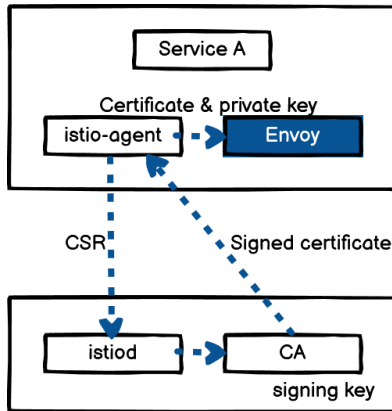 Service A
Certificate & private key
istio-agent
Envoy
CSR
Signed certificate
istiod
CA
signing key